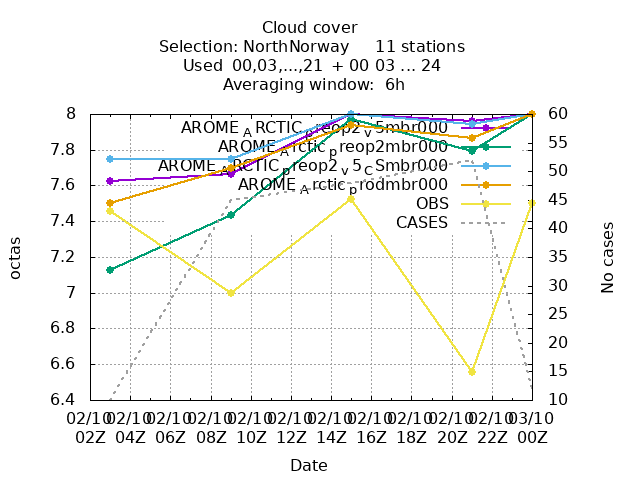 Cloud cover
Selection: NorthNorway 11 stations
Used 00,03,...,21 + 00 03 ... 24
Averaging window: 6h
8
7.8
7.6
7.4
7.2
7
6.8
6.6
6.4
octas
60
55
50
45
40
35
30
25
20
15
10
No cases
AROME_ARCTIC_preop2_v5mbr000
AROME_Arctic_preop2mbr000
AROME_ARCTIC_preop2_v5_CSmbr000
AROME_Arctic_prodmbr000
OBS
CASES
02/10 02/10 02/10 02/10 02/10 02/10 02/10 02/10 02/10 02/10 02/10 03/10
02Z 04Z 06Z 08Z 10Z 12Z 14Z 16Z 18Z 20Z 22Z 00Z
Date